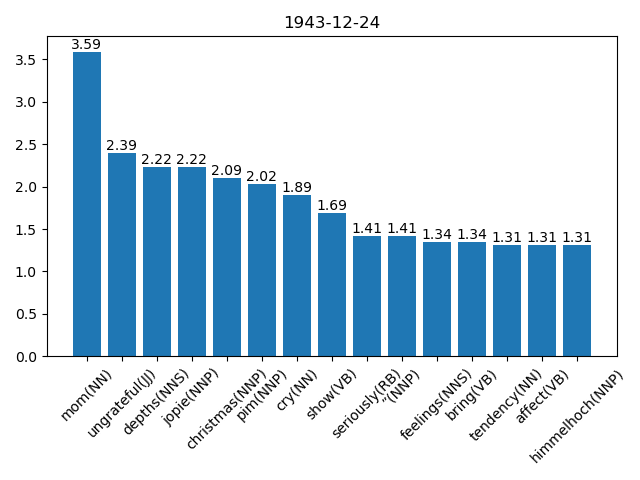 1943-12-24
3.59
2.39
2.22
2.22
2.09
2.02
1.89
1.69
1.41
1.41
1.34
1.34
1.31
1.31
1.31
3.5
3.0
2.5
2.0
1.5
1.0
0.5
0.0
mom(NN)
ungrateful(JJ)
depths(NNS)
jopie(NNP)
christmas(NNP)
pim(NNP)
cry(NN)
show(VB)
seriously(RB)
“(NNP)
feelings(NNS)
bring(VB)
tendency(NN)
affect(VB)
himmelhoch(NNP)